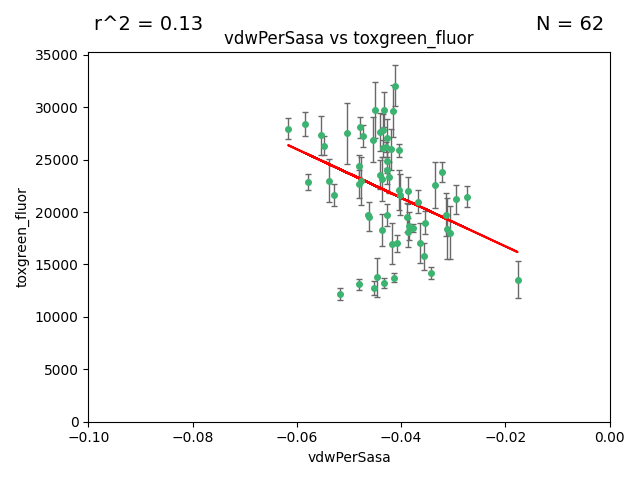 r^2 = 0.13
N = 62
vdwPerSasa vs toxgreen_fluor
35000
30000
25000
20000
15000
10000
5000
0
toxgreen_fluor
−0.10
−0.08
−0.06
−0.04
−0.02
0.00
vdwPerSasa